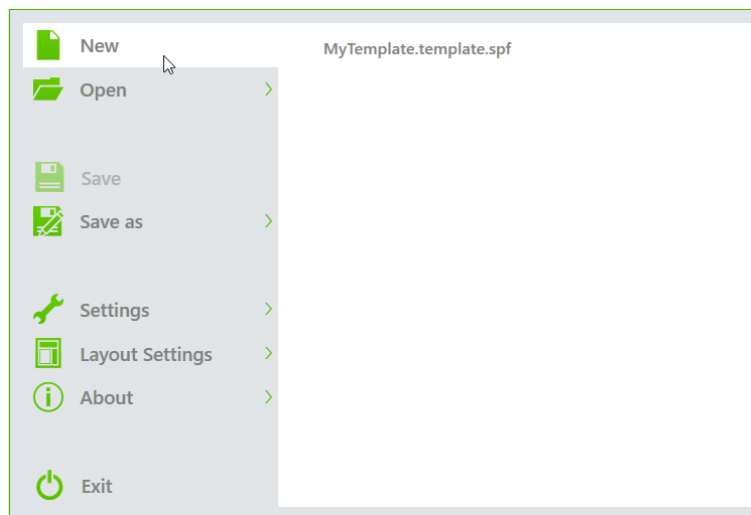 New
MyTemplate.template.spf
Open
Save
Save as
Settings
Layout Settings
About
Exit